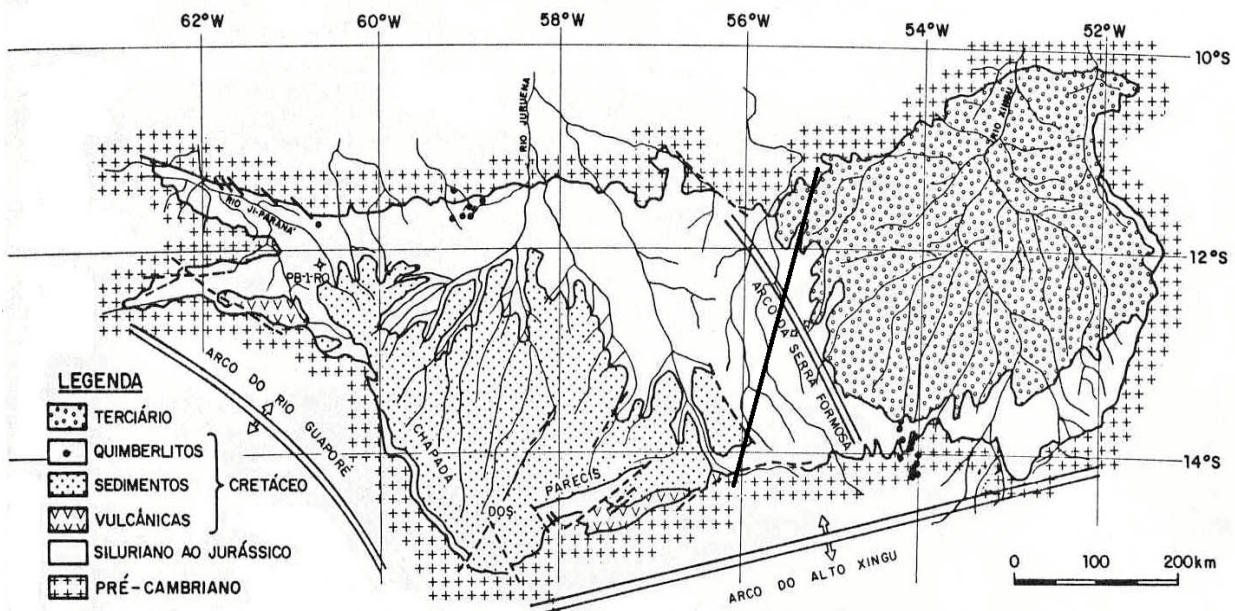 62°W 60°W 58°W 56°W 54°W 52°W
10°S
RIO JURUENA
RIO XINGU
RIO JI-PARANÁ
12°S
PB-1-RO
ARCO DA SERRA FORMOSA
ARCO DO RIO GUAPORÉ
CHAPADA DOS PARECIS
14°S
ARCO DO ALTO XINGU
LEGENDA
TERCIÁRIO
QUIMBERLITOS
SEDIMENTOS
CRETÁCEO
VULCÂNICAS
SILURIANO AO JURÁSSICO
PRÉ-CAMBRIANO
0 100 200km